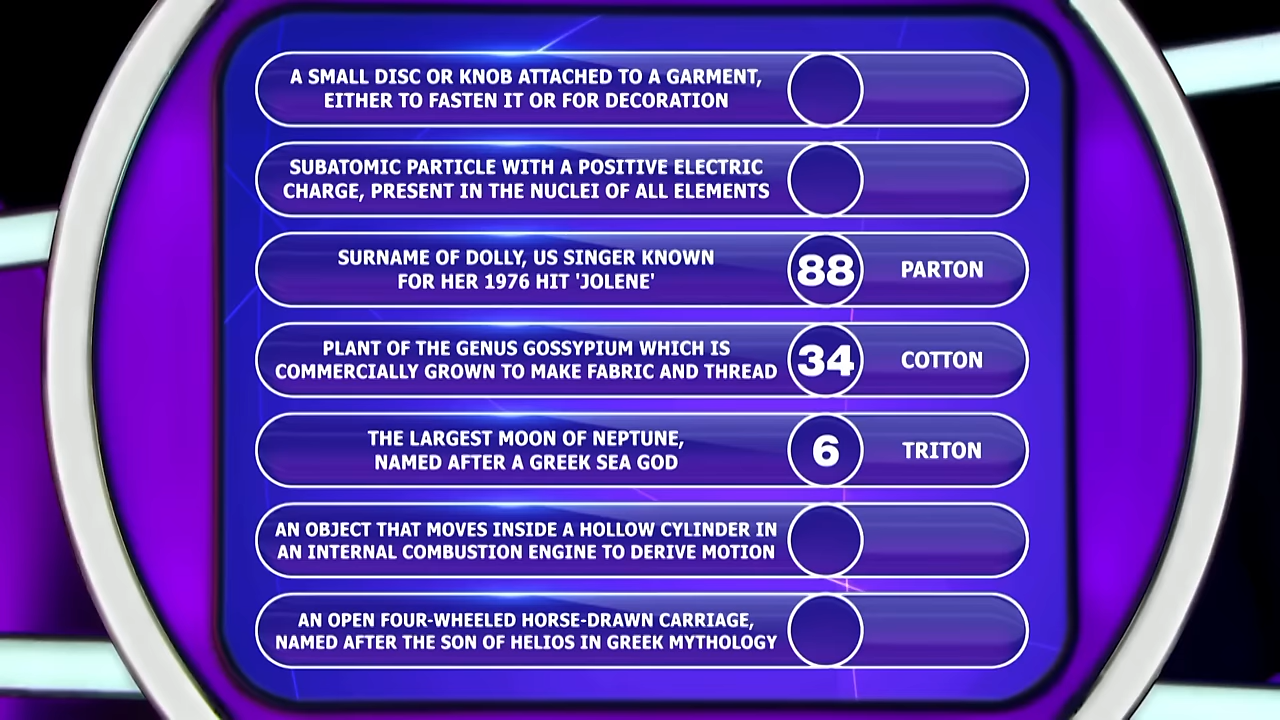 A SMALL DISC OR KNOB ATTACHED TO A GARMENT,
EITHER TO FASTEN IT OR FOR DECORATION
SUBATOMIC PARTICLE WITH A POSITIVE ELECTRIC
CHARGE, PRESENT IN THE NUCLEI OF ALL ELEMENTS
SURNAME OF DOLLY, US SINGER KNOWN
FOR HER 1976 HIT 'JOLENE'
88 PARTON
PLANT OF THE GENUS GOSSYPIUM WHICH IS
COMMERCIALLY GROWN TO MAKE FABRIC AND THREAD
34 COTTON
THE LARGEST MOON OF NEPTUNE,
NAMED AFTER A GREEK SEA GOD
6 TRITON
AN OBJECT THAT MOVES INSIDE A HOLLOW CYLINDER IN
AN INTERNAL COMBUSTION ENGINE TO DERIVE MOTION
AN OPEN FOUR-WHEELED HORSE-DRAWN CARRIAGE,
NAMED AFTER THE SON OF HELIOS IN GREEK MYTHOLOGY